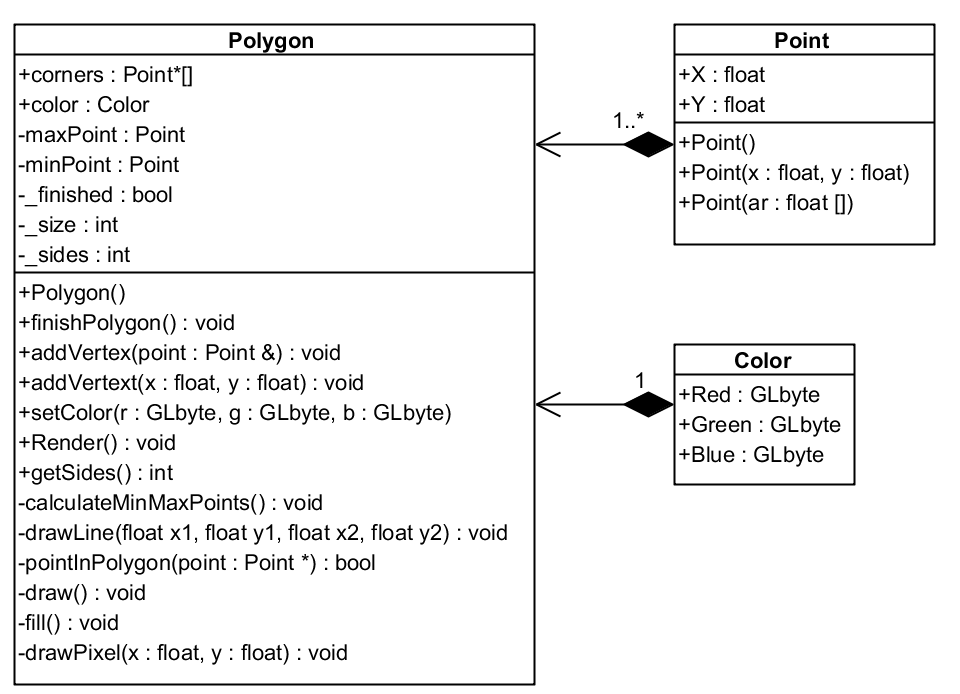 Polygon
+corners : Point*[]
+color : Color
-maxPoint : Point
-minPoint : Point
-_finished : bool
-_size : int
-_sides : int
+Polygon()
+finishPolygon() : void
+addVertex(point : Point &) : void
+addVertext(x : float, y : float) : void
+setColor(r : GLbyte, g : GLbyte, b : GLbyte)
+Render() : void
+getSides() : int
-calculateMinMaxPoints() : void
-drawLine(float x1, float y1, float x2, float y2) : void
-pointInPolygon(point : Point *) : bool
-draw() : void
-fill() : void
-drawPixel(x : float, y : float) : void
1..*
Point
+X : float
+Y : float
+Point()
+Point(x : float, y : float)
+Point(ar : float [])
1
Color
+Red : GLbyte
+Green : GLbyte
+Blue : GLbyte